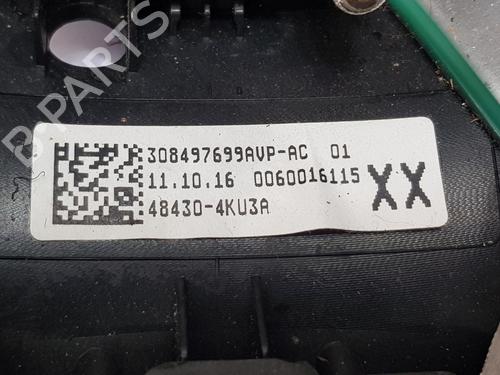 B-PARTS
308497699AVP-AC 01
11.10.16 0060016115
48430-4KU3A
XX